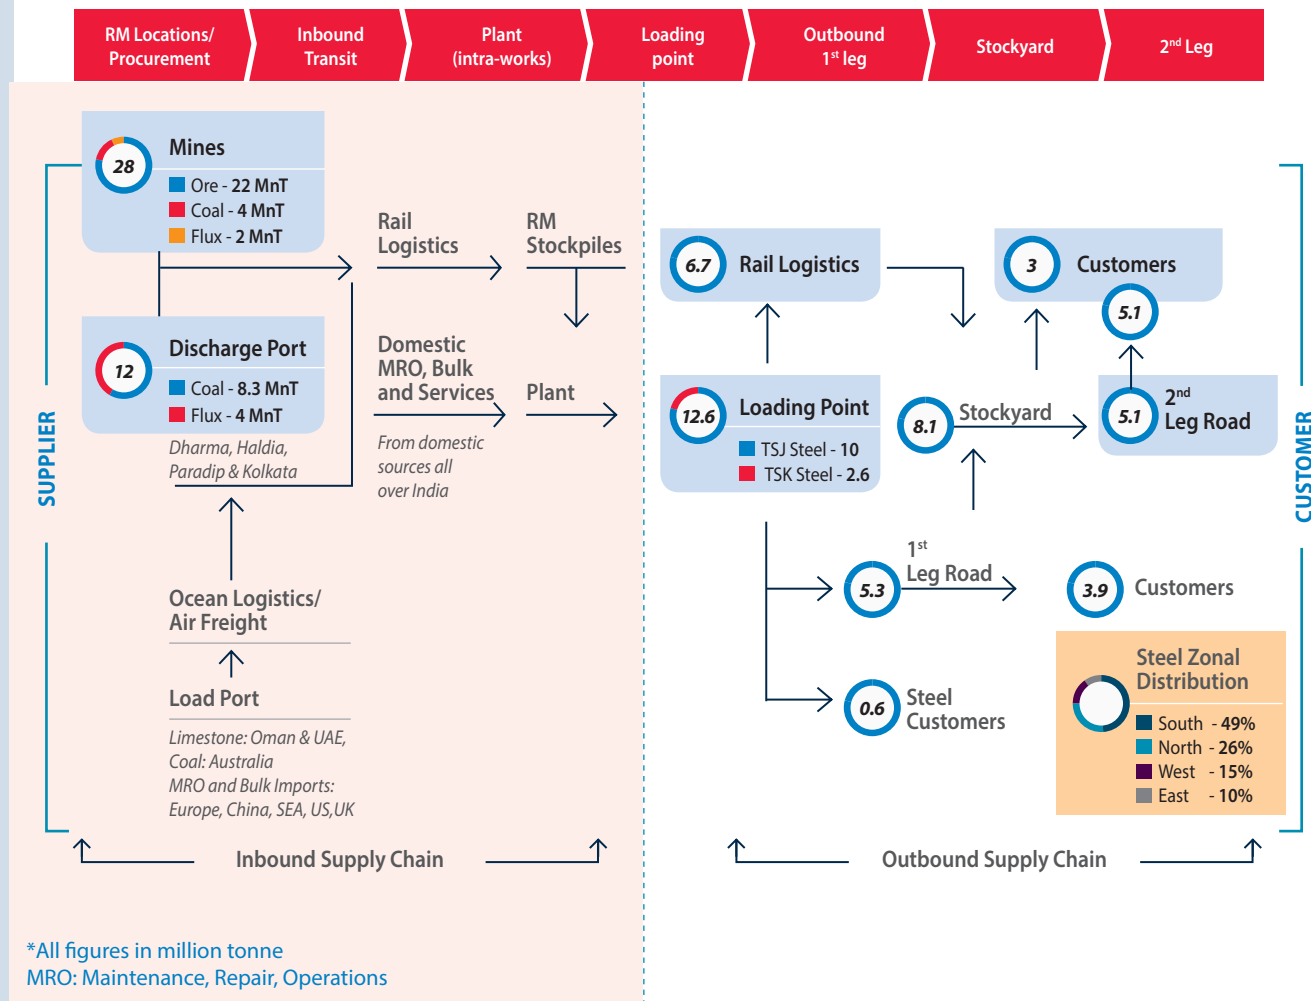 RM Locations/
Procurement
Inbound
Transit
Plant
(intra-works)
Loading
point
Outbound
1st leg
Stockyard
2nd Leg
SUPPLIER
28
Mines
Ore - 22 MnT
Coal - 4 MnT
Flux - 2 MnT
12
Discharge Port
Coal - 8.3 MnT
Flux - 4 MnT
Dharma, Haldia,
Paradip & Kolkata
Ocean Logistics/
Air Freight
Load Port
Limestone: Oman & UAE,
Coal: Australia
MRO and Bulk Imports:
Europe, China, SEA, US,UK
Rail
Logistics
RM
Stockpiles
Domestic
MRO, Bulk
and Services
From domestic
sources all
over India
Plant
Inbound Supply Chain
6.7
Rail Logistics
12.6
Loading Point
TSJ Steel - 10
TSK Steel - 2.6
3
Customers
5.1
8.1
Stockyard
5.1
2nd
Leg Road
5.3
1st
Leg Road
3.9
Customers
0.6
Steel
Customers
Steel Zonal
Distribution
South - 49%
North - 26%
West - 15%
East - 10%
CUSTOMER
Outbound Supply Chain
*All figures in million tonne
MRO: Maintenance, Repair, Operations